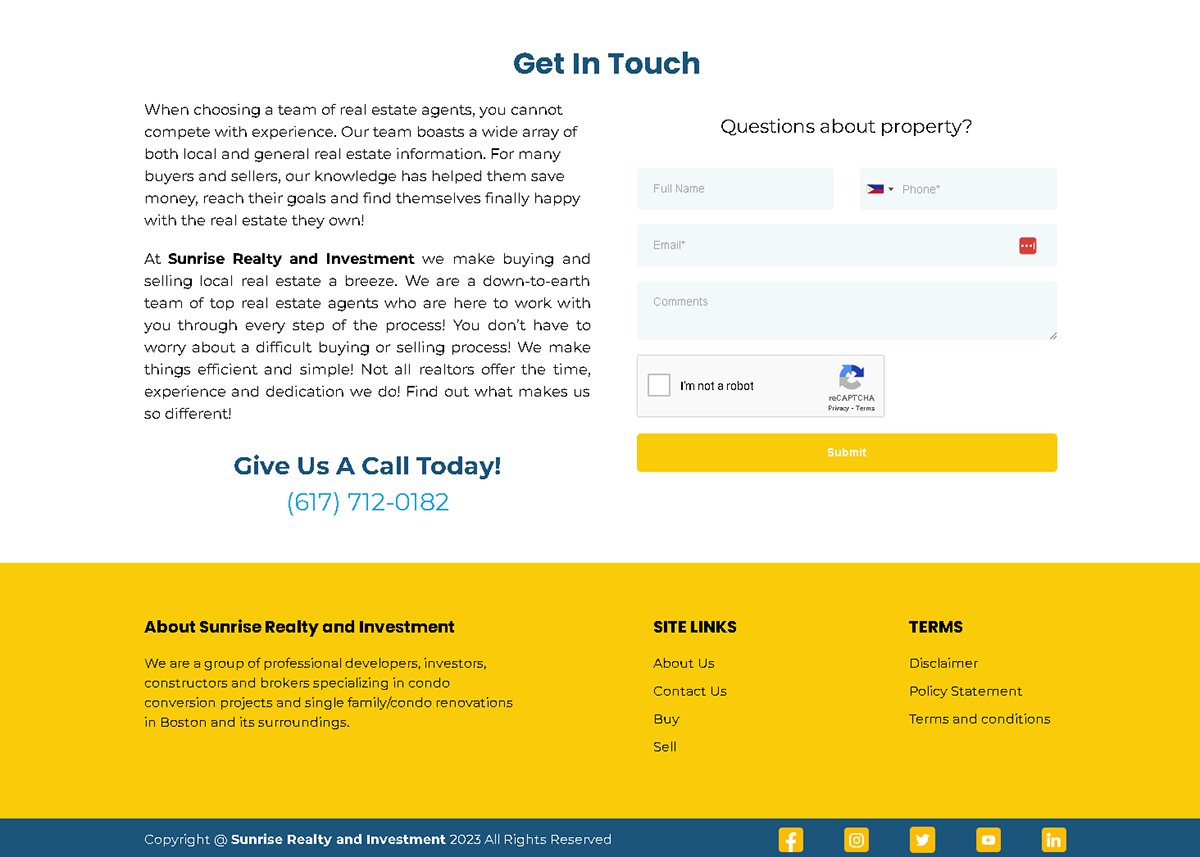 Get In Touch
When choosing a team of real estate agents, you cannot
compete with experience. Our team boasts a wide array of
both local and general real estate information. For many
buyers and sellers, our knowledge has helped them save
money, reach their goals and find themselves finally happy
with the real estate they own!
At Sunrise Realty and Investment we make buying and
selling local real estate a breeze. We are a down-to-earth
team of top real estate agents who are here to work with
you through every step of the process! You don't have to
worry about a difficult buying or selling process! We make
things efficient and simple! Not all realtors offer the time,
experience and dedication we do! Find out what makes us
so different!
Give Us A Call Today!
(617) 712-0182
Questions about property?
Full Name
Phone*
Email*
Comments
I'm not a robot
reCAPTCHA
Privacy - Terms
Submit
About Sunrise Realty and Investment
We are a group of professional developers, investors,
constructors and brokers specializing in condo
conversion projects and single family/condo renovations
in Boston and its surroundings.
SITE LINKS
About Us
Contact Us
Buy
Sell
TERMS
Disclaimer
Policy Statement
Terms and conditions
Copyright @ Sunrise Realty and Investment 2023 All Rights Reserved